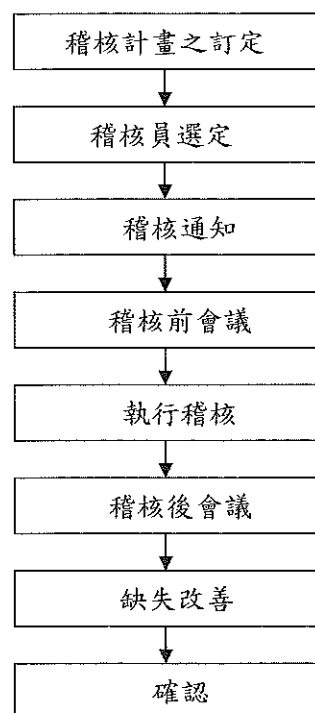 稽核計畫之訂定
稽核員選定
稽核通知
稽核前會議
執行稽核
稽核後會議
缺失改善
確認